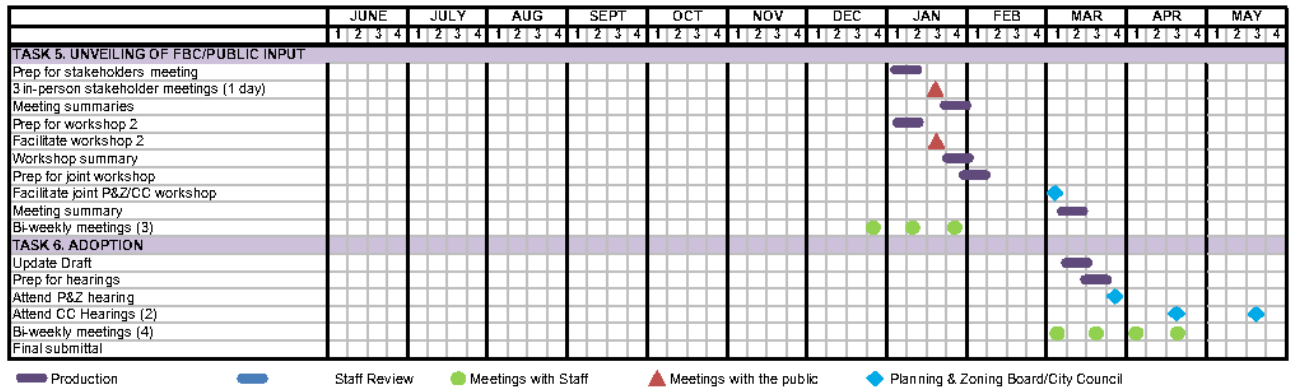 JUNE JULY AUG SEPT OCT NOV DEC JAN FEB MAR APR MAY
1 2 3 4 1 2 3 4 1 2 3 4 1 2 3 4 1 2 3 4 1 2 3 4 1 2 3 4 1 2 3 4 1 2 3 4 1 2 3 4 1 2 3 4 1 2 3 4
TASK 5. UNVEILING OF FBC/PUBLIC INPUT
Prep for stakeholders meeting
3 in-person stakeholder meetings (1 day)
Meeting summaries
Prep for workshop 2
Facilitate workshop 2
Workshop summary
Prep for joint workshop
Facilitate joint P&Z/CC workshop
Meeting summary
Bi-weekly meetings (3)
TASK 6. ADOPTION
Update Draft
Prep for hearings
Attend P&Z hearing
Attend CC Hearings (2)
Bi-weekly meetings (4)
Final submittal
Production Staff Review Meetings with Staff Meetings with the public Planning & Zoning Board/City Council